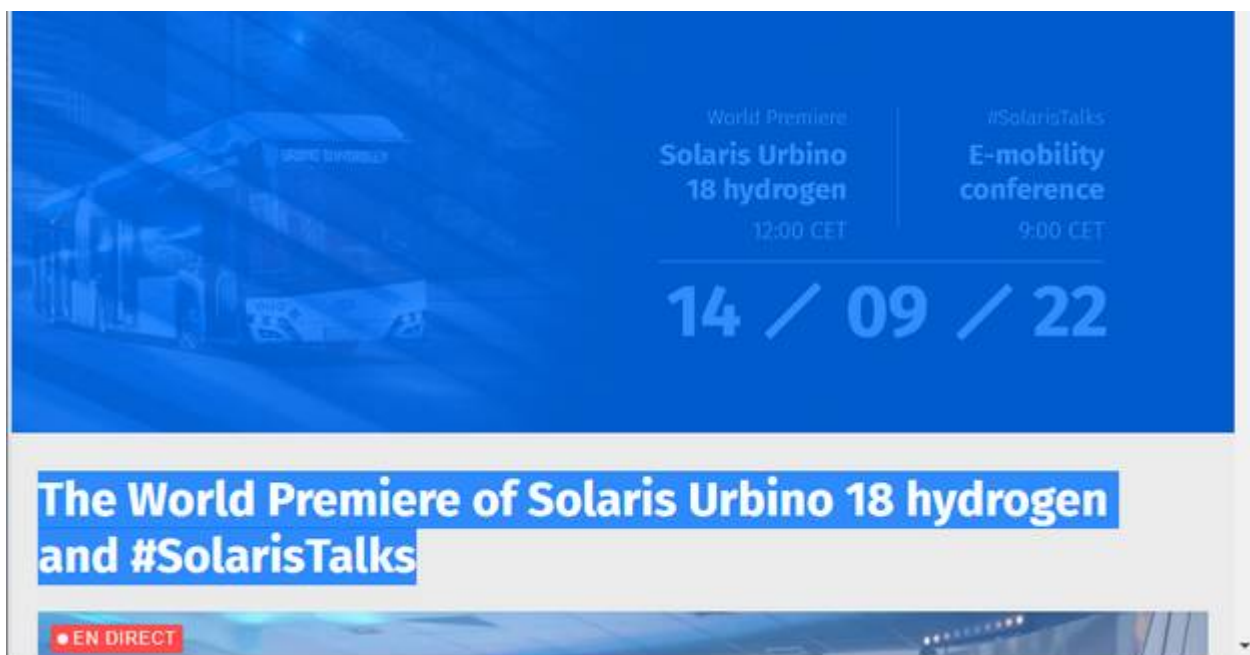 World Premiere
Solaris Urbino
18 hydrogen
12:00 CET
#SolarisTalks
E-mobility
conference
9:00 CET
14 / 09 / 22
The World Premiere of Solaris Urbino 18 hydrogen
and #SolarisTalks
EN DIRECT